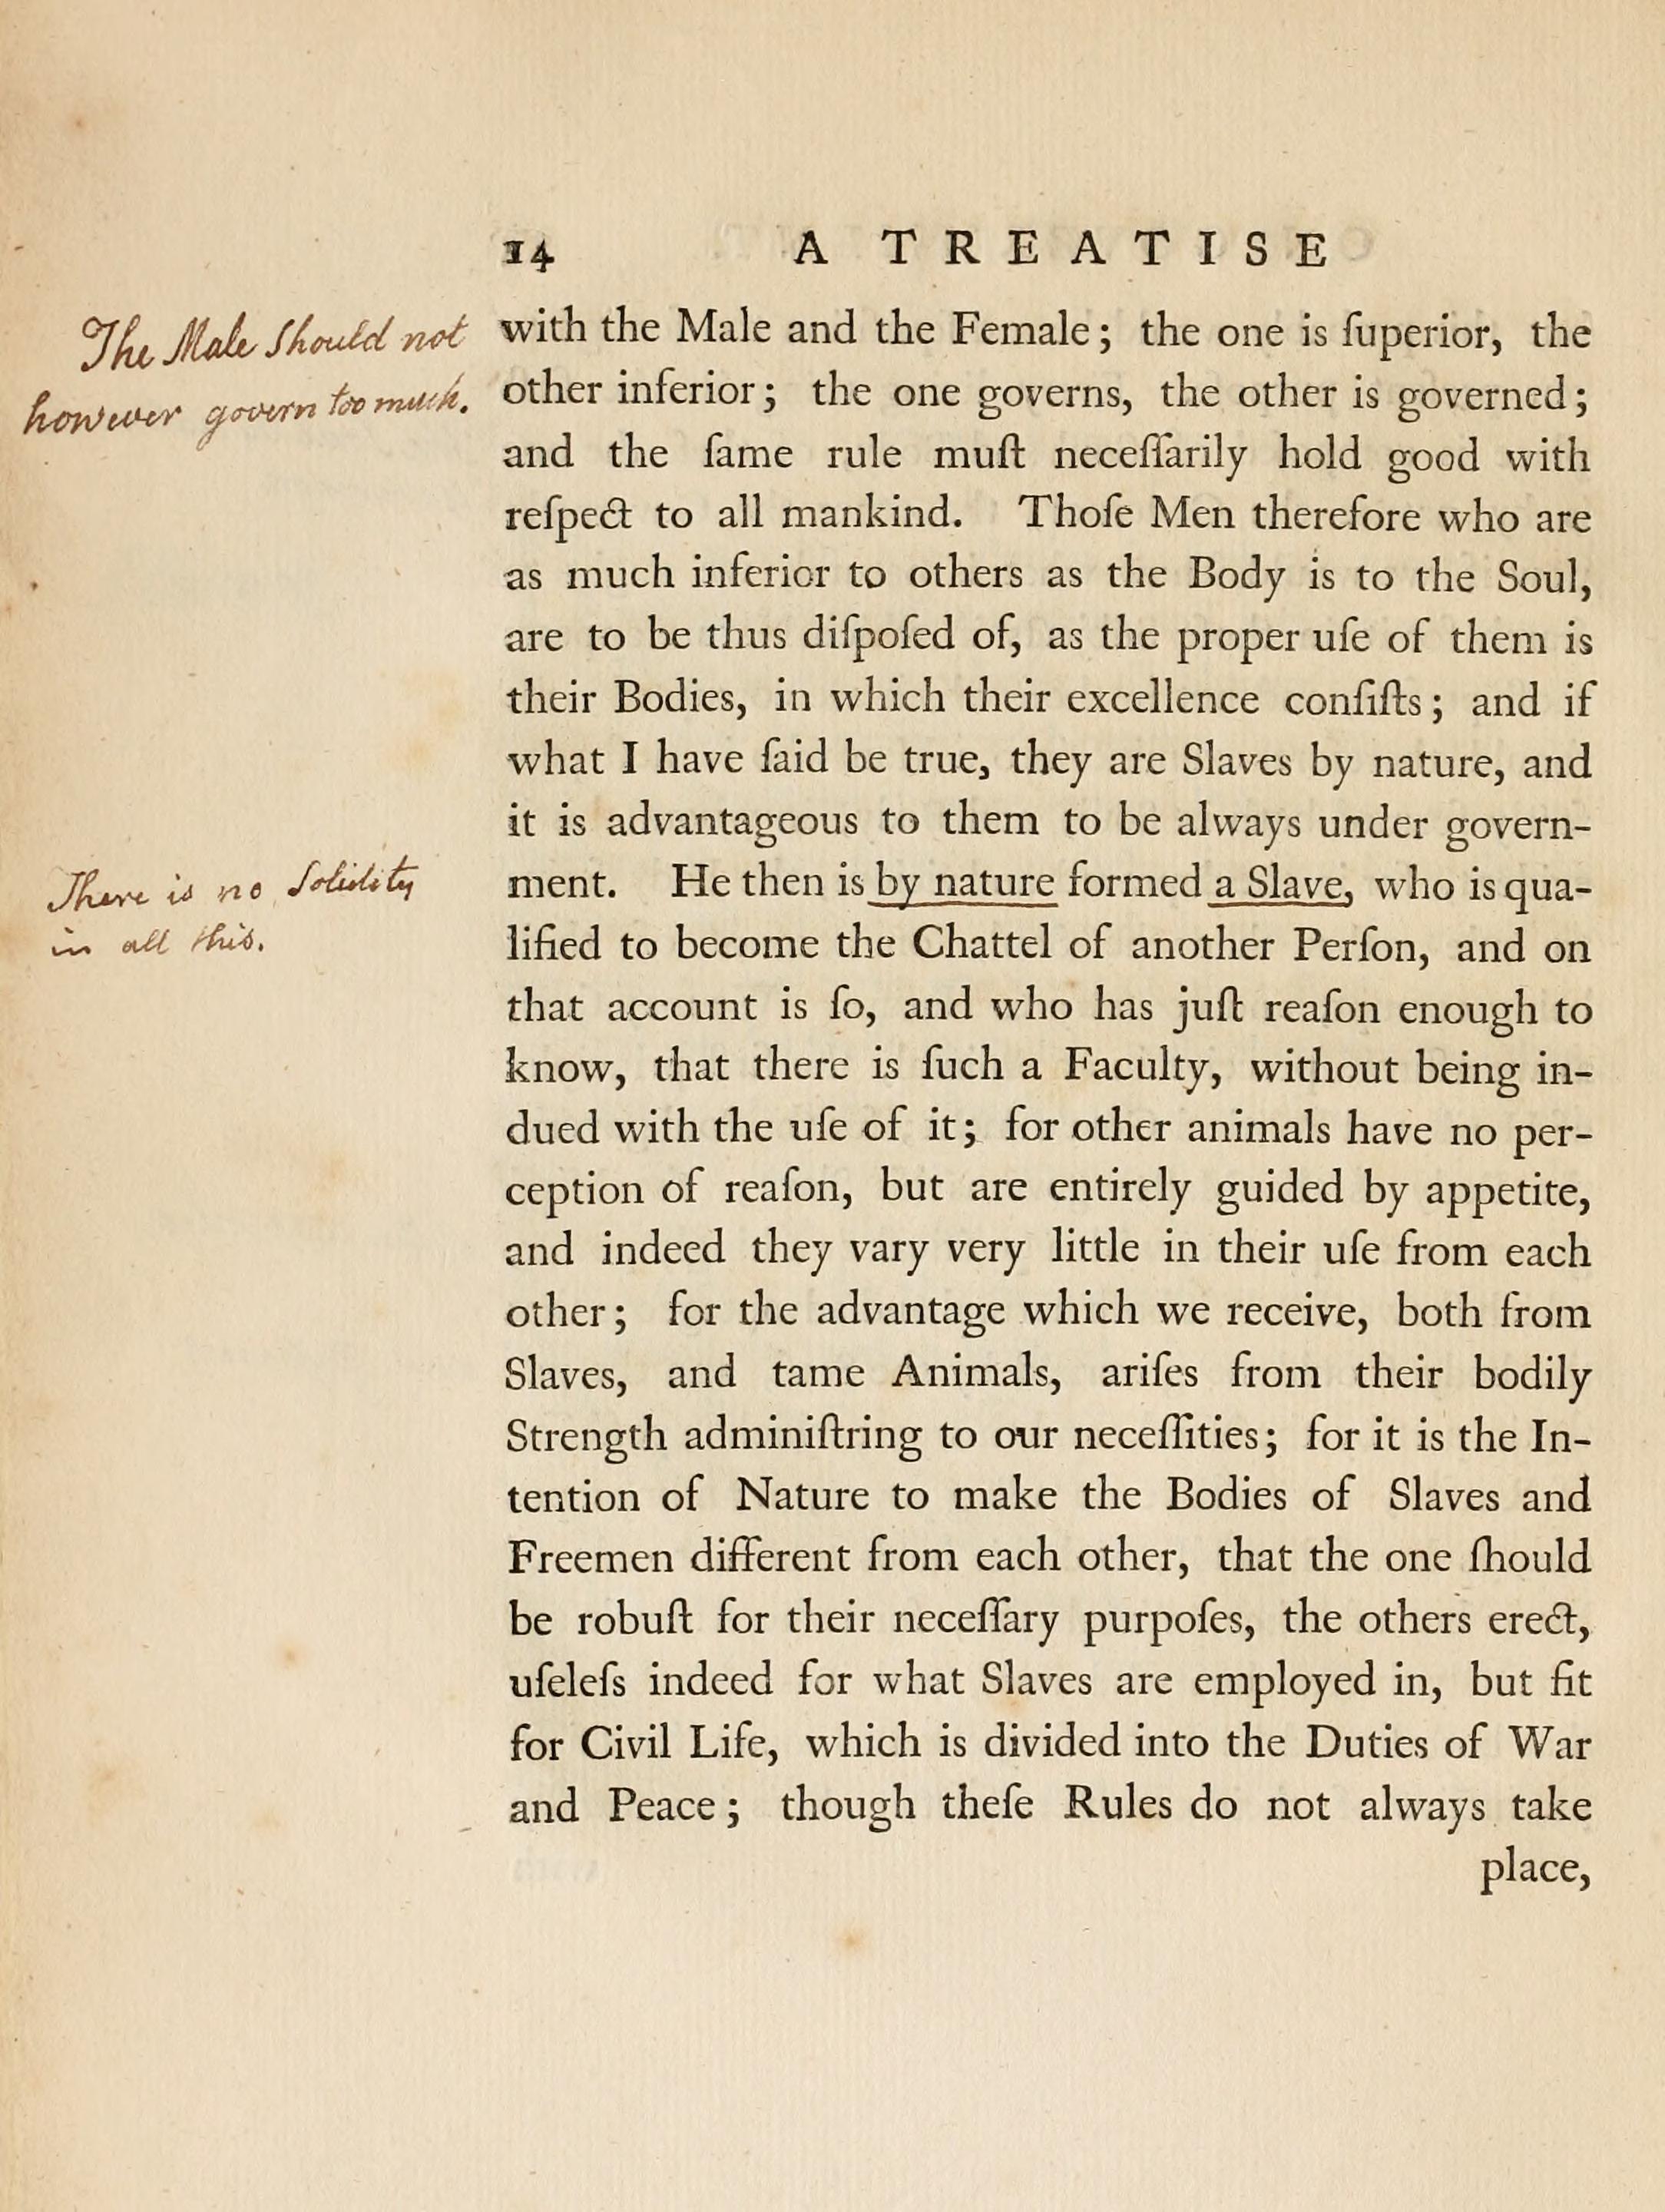 14 A TREATISE
The Male should not
however govern too much.
with the Male and the Female; the one is ſuperior, the
other inferior; the one governs, the other is governed;
and the ſame rule muſt neceſſarily hold good with
reſpect to all mankind. Thoſe Men therefore who are
as much inferior to others as the Body is to the Soul,
are to be thus diſpoſed of, as the proper uſe of them is
their Bodies, in which their excellence conſiſts; and if
what I have ſaid be true, they are Slaves by nature, and
it is advantageous to them to be always under govern-
There is no Solidity
in all this.
ment. He then is by nature formed a Slave, who is qua-
lified to become the Chattel of another Perſon, and on
that account is ſo, and who has juſt reaſon enough to
know, that there is ſuch a Faculty, without being in-
dued with the uſe of it; for other animals have no per-
ception of reaſon, but are entirely guided by appetite,
and indeed they vary very little in their uſe from each
other; for the advantage which we receive, both from
Slaves, and tame Animals, ariſes from their bodily
Strength adminiſtring to our neceſſities; for it is the In-
tention of Nature to make the Bodies of Slaves and
Freemen different from each other, that the one ſhould
be robuſt for their neceſſary purpoſes, the others erect,
uſeleſs indeed for what Slaves are employed in, but fit
for Civil Life, which is divided into the Duties of War
and Peace; though theſe Rules do not always take
place,